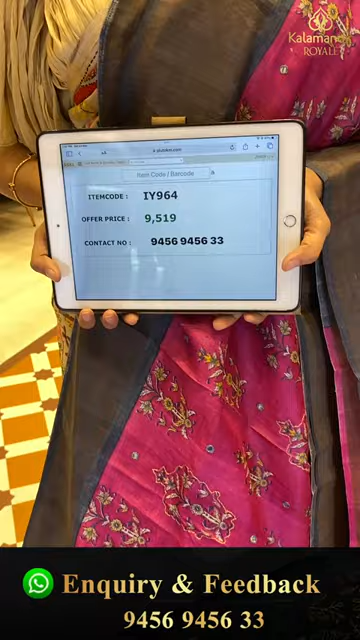 Kalamandir
ROYALE
Item Code / Barcode
ITEMCODE : IY964
OFFER PRICE : 9,519
CONTACT NO : 9456 9456 33
Enquiry & Feedback
9456 9456 33